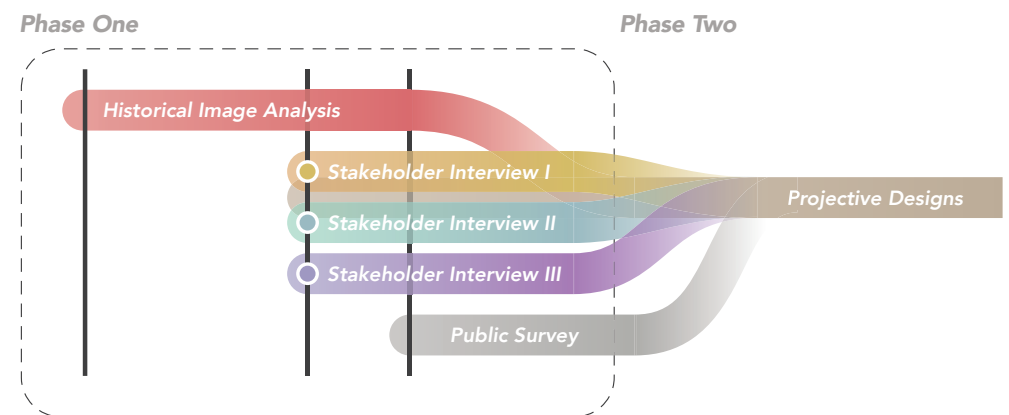 Phase One
Phase Two
Historical Image Analysis
Stakeholder Interview I
Projective Designs
Stakeholder Interview II
Stakeholder Interview III
Public Survey